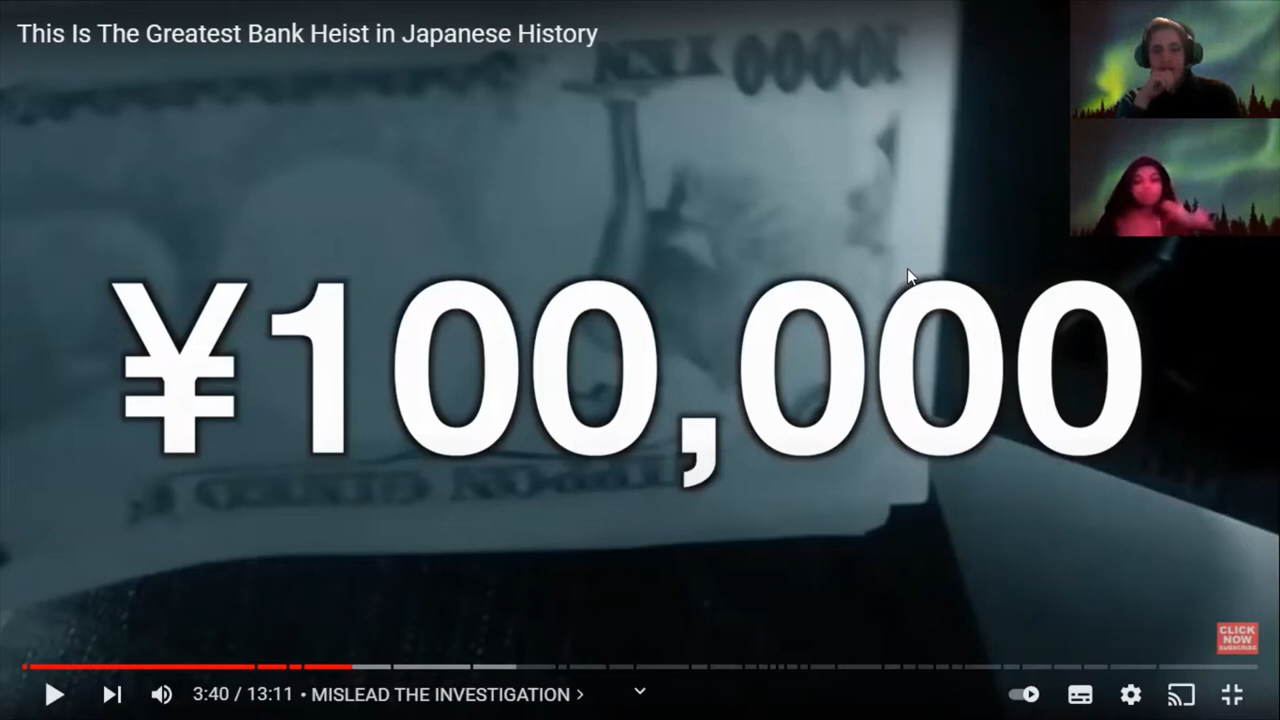 This Is The Greatest Bank Heist in Japanese History
¥100,000
CLICK
NOW
SUBSCRIBE
3:40 / 13:11 • MISLEAD THE INVESTIGATION >